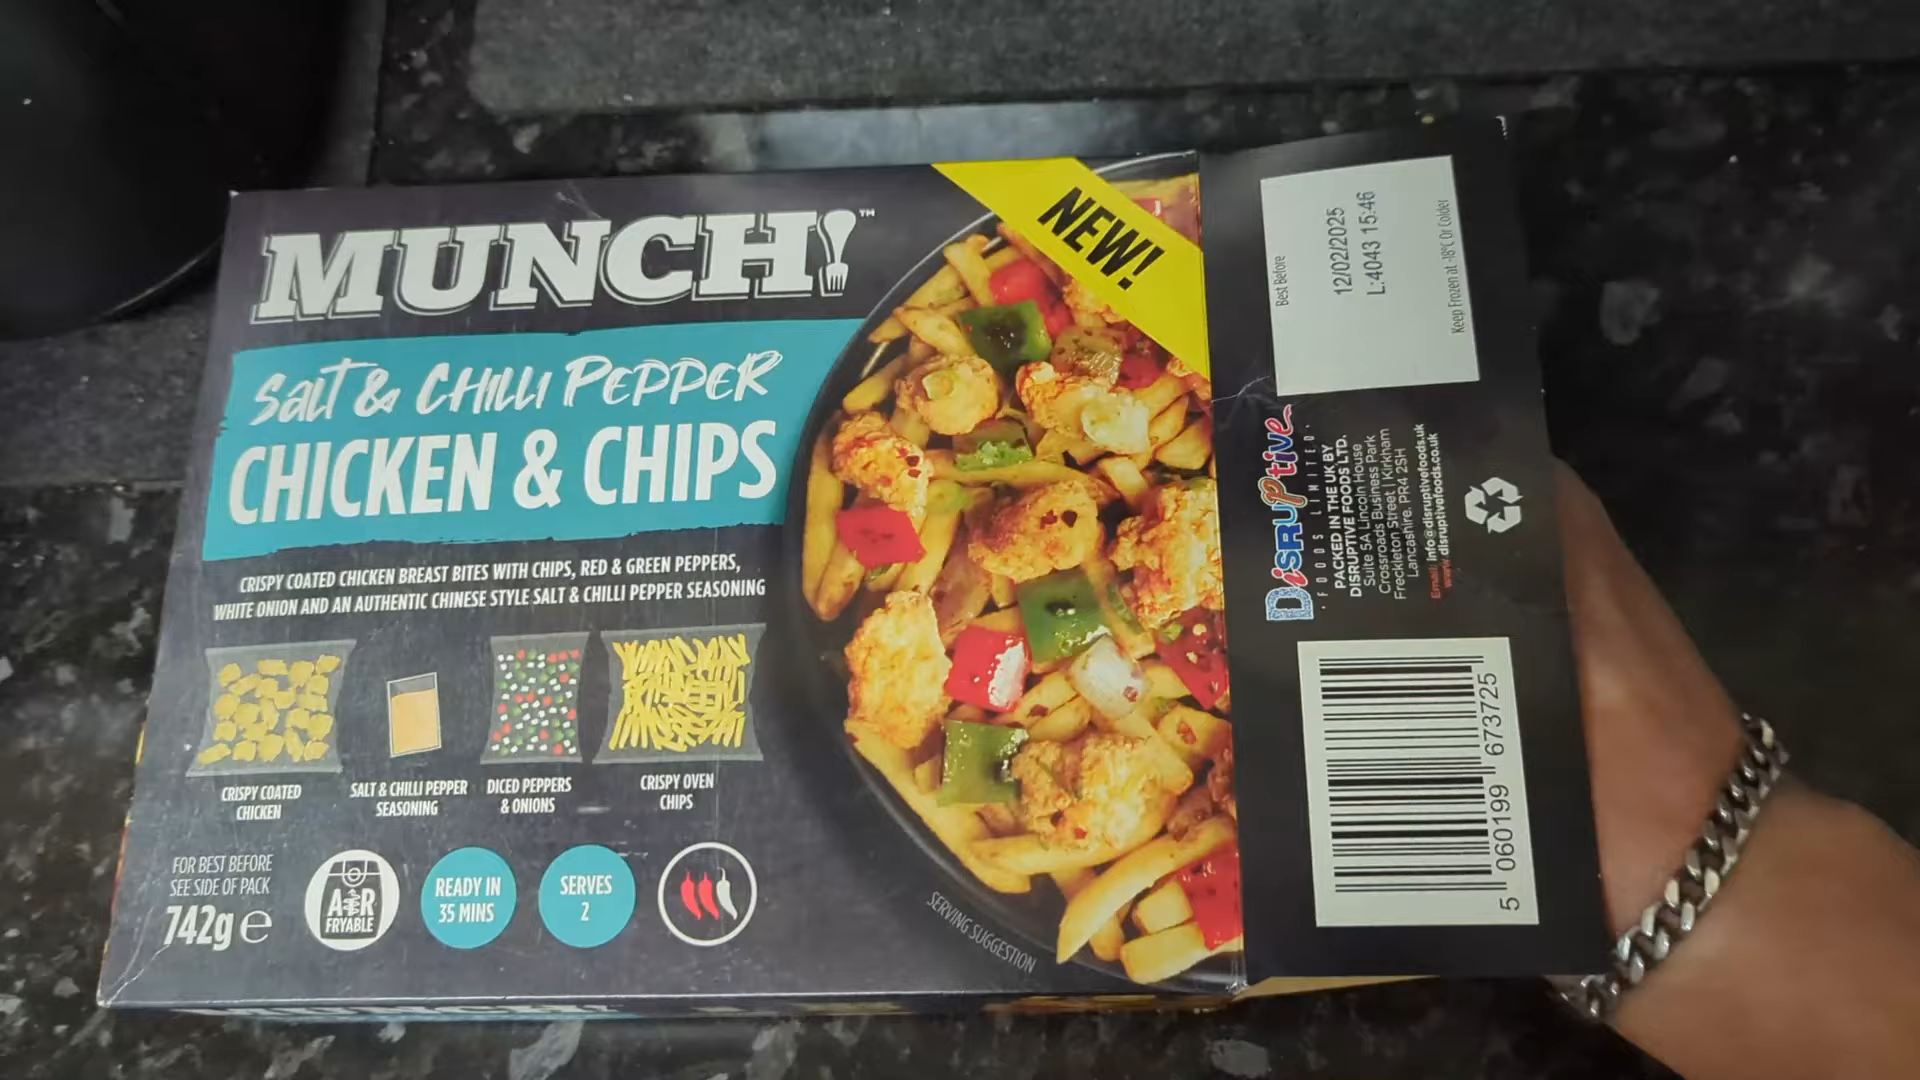 MUNCH!™
NEW!
Salt & CHILLI PEPPER
CHICKEN & CHIPS
CRISPY COATED CHICKEN BREAST BITES WITH CHIPS, RED & GREEN PEPPERS,
WHITE ONION AND AN AUTHENTIC CHINESE STYLE SALT & CHILLI PEPPER SEASONING
CRISPY COATED
CHICKEN
SALT & CHILLI PEPPER
SEASONING
DICED PEPPERS
& ONIONS
CRISPY OVEN
CHIPS
FOR BEST BEFORE
SEE SIDE OF PACK
742g e
AIR
FRYABLE
READY IN
35 MINS
SERVES
2
SERVING SUGGESTION
Best Before
12/02/2025
L:4043 15:46
Keep Frozen at -18°C Or Colder
DiSRUPtive
FOODS LIMITED
PACKED IN THE UK BY
DISRUPTIVE FOODS LTD.
Suite 5A Lincoln House
Crossroads Business Park
Freckleton Street | Kirkham
Lancashire. PR4 2SH
Email: info@disruptivefoods.uk
www.disruptivefoods.co.uk
5 060199 673725